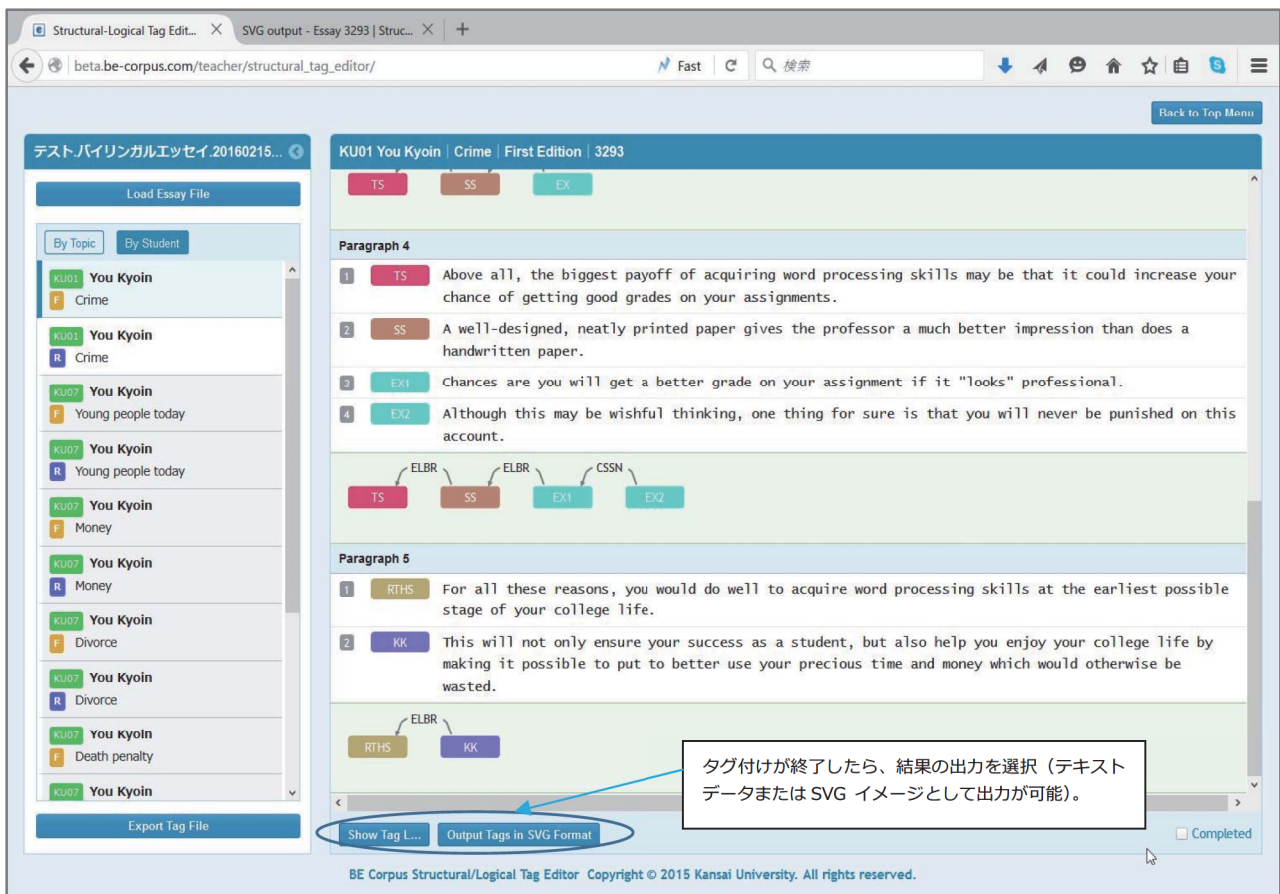 Structural-Logical Tag Edit...
SVG output - Essay 3293 | Struc...
beta.be-corpus.com/teacher/structural_tag_editor/
Fast
検索
Back to Top Menu
テスト.バイリンガルエッセイ.20160215...
Load Essay File
By Topic
By Student
KU01 You Kyoin
F Crime
KU01 You Kyoin
R Crime
KU07 You Kyoin
F Young people today
KU07 You Kyoin
R Young people today
KU07 You Kyoin
F Money
KU07 You Kyoin
R Money
KU07 You Kyoin
F Divorce
KU07 You Kyoin
R Divorce
KU07 You Kyoin
F Death penalty
KU07 You Kyoin
Export Tag File
KU01 You Kyoin | Crime | First Edition | 3293
TS SS EX
Paragraph 4
1 TS Above all, the biggest payoff of acquiring word processing skills may be that it could increase your
chance of getting good grades on your assignments.
2 SS A well-designed, neatly printed paper gives the professor a much better impression than does a
handwritten paper.
3 EX1 Chances are you will get a better grade on your assignment if it "looks" professional.
4 EX2 Although this may be wishful thinking, one thing for sure is that you will never be punished on this
account.
ELBR ELBR CSSN
TS SS EX1 EX2
Paragraph 5
1 RTHS For all these reasons, you would do well to acquire word processing skills at the earliest possible
stage of your college life.
2 KK This will not only ensure your success as a student, but also help you enjoy your college life by
making it possible to put to better use your precious time and money which would otherwise be
wasted.
ELBR
RTHS KK
タグ付けが終了したら、結果の出力を選択（テキスト
データまたは SVG イメージとして出力が可能）。
Show Tag L...
Output Tags in SVG Format
Completed
BE Corpus Structural/Logical Tag Editor Copyright © 2015 Kansai University. All rights reserved.